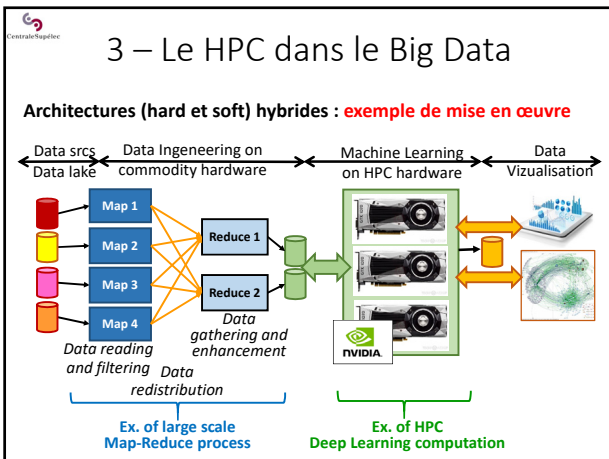 CentraleSupélec
3 – Le HPC dans le Big Data
Architectures (hard et soft) hybrides : exemple de mise en œuvre
Data srcs
Data lake
Data Ingeneering on
commodity hardware
Machine Learning
on HPC hardware
Data
Vizualisation
Map 1
Map 2
Map 3
Map 4
Reduce 1
Reduce 2
Data reading
and filtering
Data
redistribution
Data
gathering and
enhancement
NVIDIA.
Ex. of large scale
Map-Reduce process
Ex. of HPC
Deep Learning computation